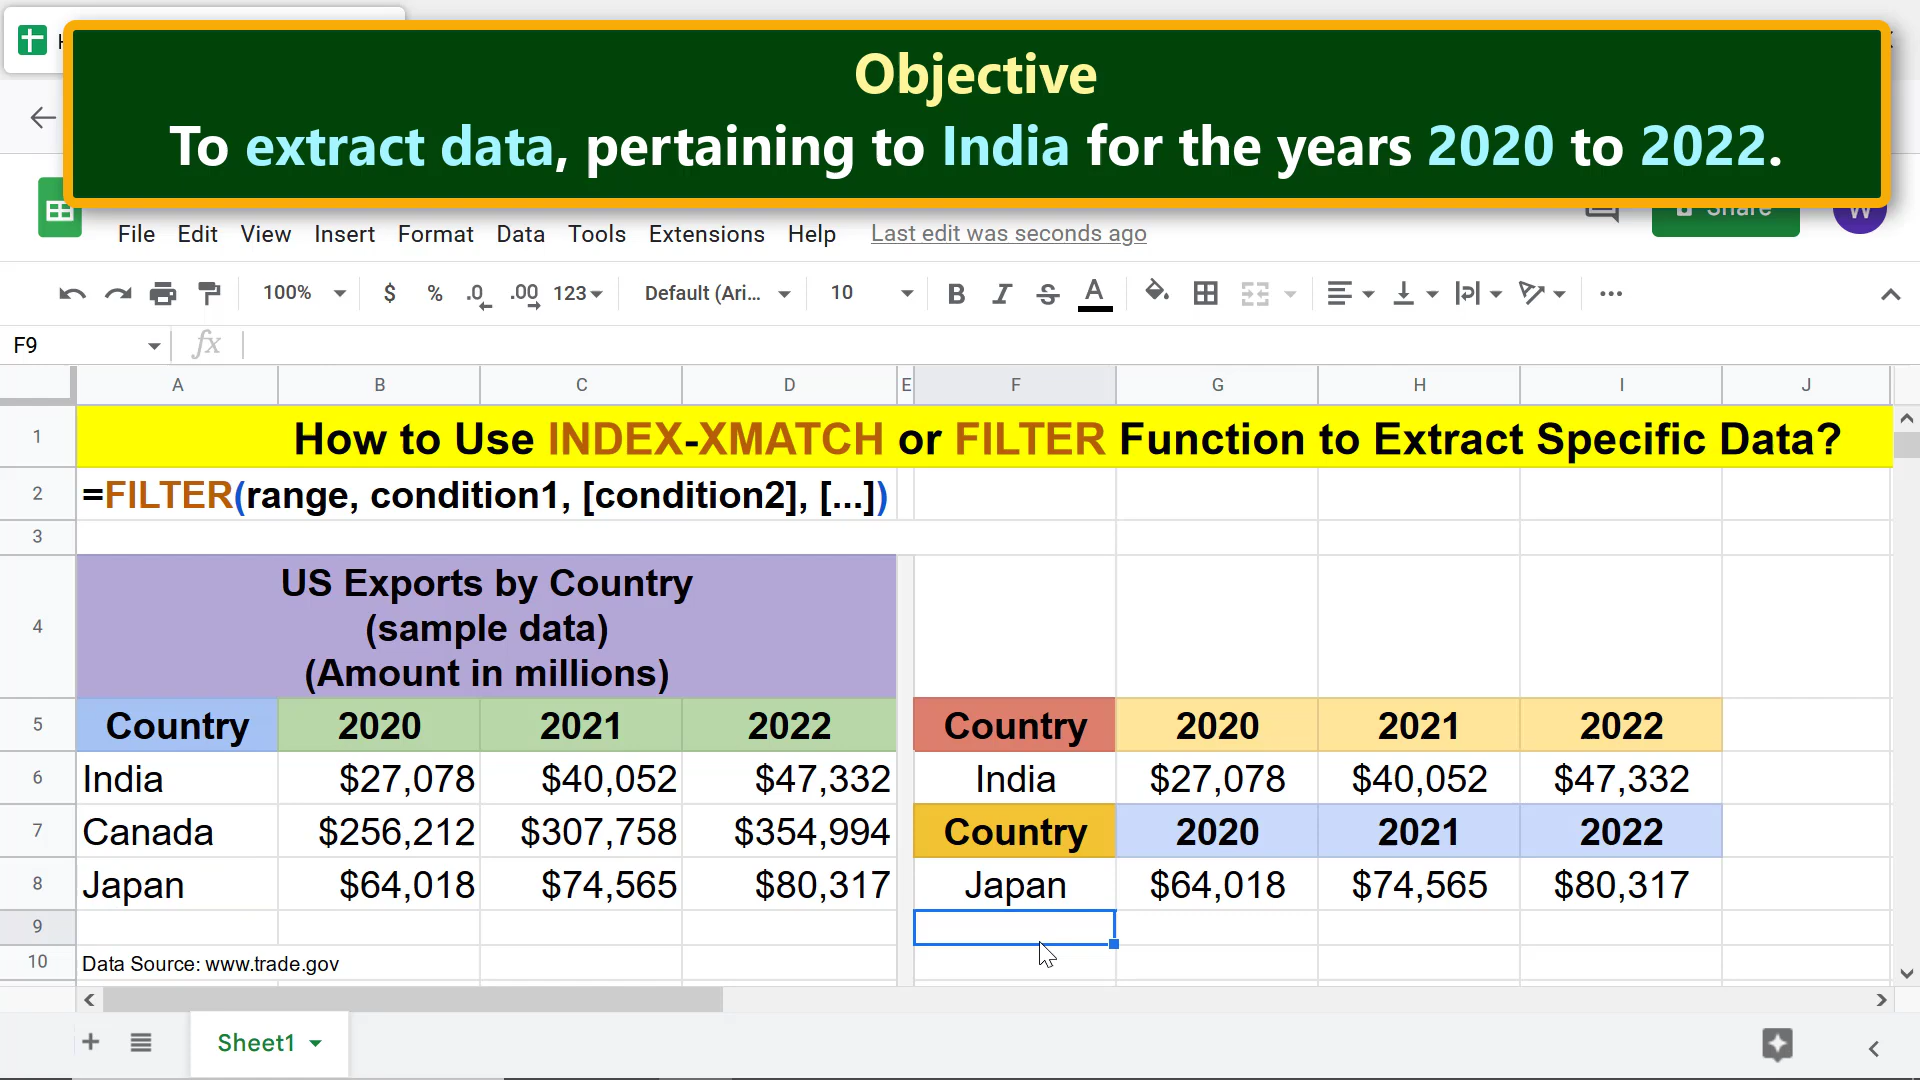 Objective
To extract data, pertaining to India for the years 2020 to 2022.
File Edit View Insert Format Data Tools Extensions Help Last edit was seconds ago
100% $ % .0 .00 123 Default (Ari... 10 B I S A
F9 fx
A B C D E F G H I J
1 How to Use INDEX-XMATCH or FILTER Function to Extract Specific Data?
2 =FILTER(range, condition1, [condition2], [...])
3
4 US Exports by Country
(sample data)
(Amount in millions)
5 Country 2020 2021 2022 Country 2020 2021 2022
6 India $27,078 $40,052 $47,332 India $27,078 $40,052 $47,332
7 Canada $256,212 $307,758 $354,994 Country 2020 2021 2022
8 Japan $64,018 $74,565 $80,317 Japan $64,018 $74,565 $80,317
9
10 Data Source: www.trade.gov
Sheet1